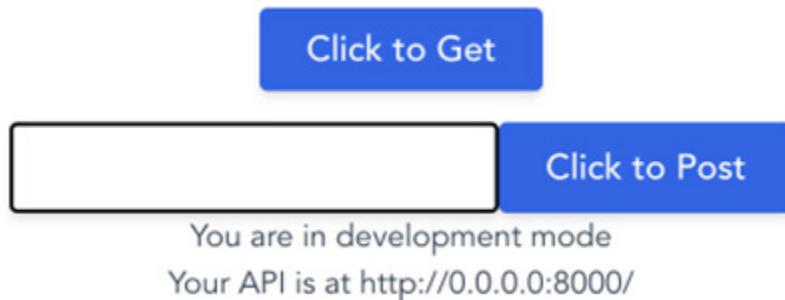 Click to Get
Click to Post
You are in development mode
Your API is at http://0.0.0.0:8000/